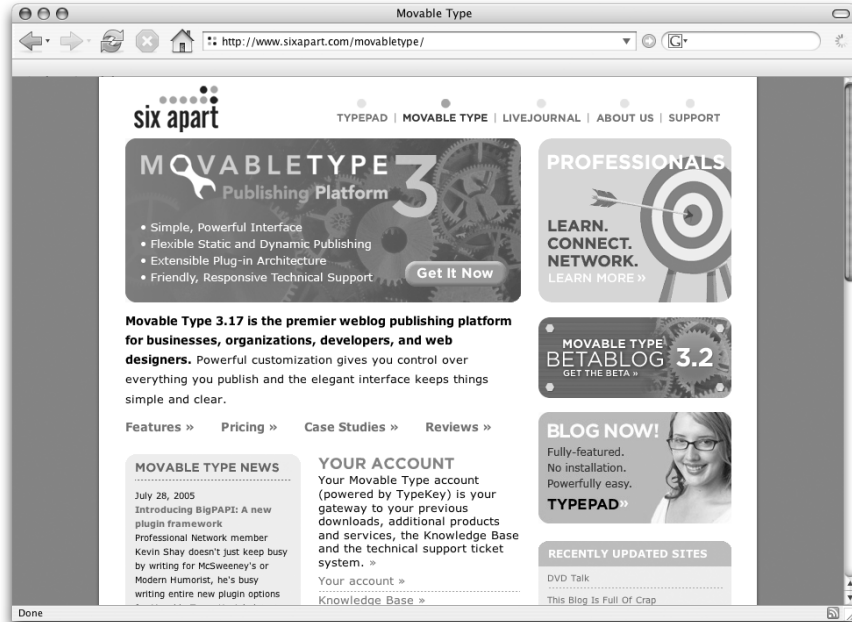 Movable Type
http://www.sixapart.com/movabletype/
G
six apart
TYPEPAD | MOVABLE TYPE | LIVEJOURNAL | ABOUT US | SUPPORT
MOVABLETYPE 3
Publishing Platform
• Simple, Powerful Interface
• Flexible Static and Dynamic Publishing
• Extensible Plug-in Architecture
• Friendly, Responsive Technical Support
Get It Now
PROFESSIONALS
LEARN.
CONNECT.
NETWORK.
LEARN MORE »
Movable Type 3.17 is the premier weblog publishing platform
for businesses, organizations, developers, and web
designers. Powerful customization gives you control over
everything you publish and the elegant interface keeps things
simple and clear.
Features » Pricing » Case Studies » Reviews »
MOVABLE TYPE
BETABLOG 3.2
GET THE BETA »
BLOG NOW!
Fully-featured.
No installation.
Powerfully easy.
TYPEPAD »
MOVABLE TYPE NEWS
July 28, 2005
Introducing BigPAPI: A new
plugin framework
Professional Network member
Kevin Shay doesn't just keep busy
by writing for McSweeney's or
Modern Humorist, he's busy
writing entire new plugin options
YOUR ACCOUNT
Your Movable Type account
(powered by TypeKey) is your
gateway to your previous
downloads, additional products
and services, the Knowledge Base
and the technical support ticket
system. »
Your account »
Knowledge Base »
RECENTLY UPDATED SITES
DVD Talk
This Blog Is Full Of Crap
Done